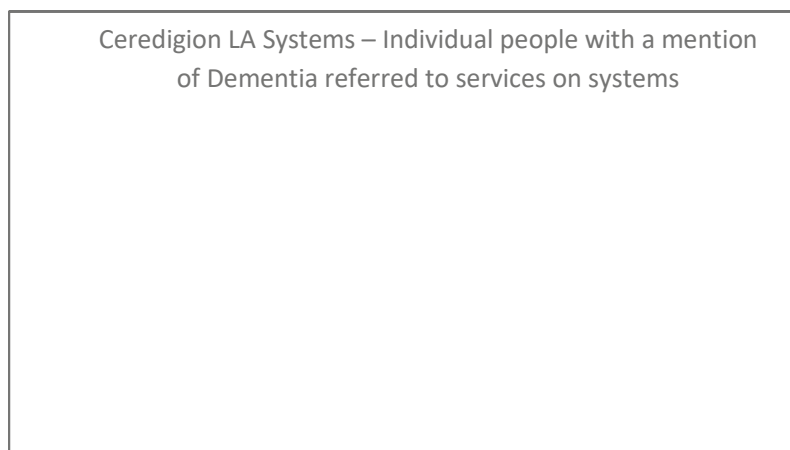 Ceredigion LA Systems – Individual people with a mention
of Dementia referred to services on systems